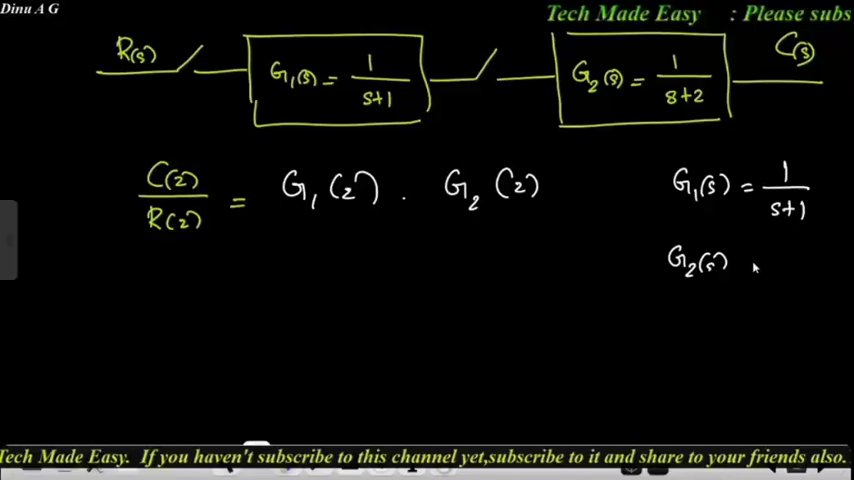 Dinu A G
Tech Made Easy : Please subs
R(s) G₁(s) = 1/(s+1) G₂(s) = 1/(s+2) C(s)
C(z)/R(z) = G₁(z) . G₂(z)
G₁(s) = 1/(s+1)
G₂(s)
Tech Made Easy. If you haven't subscribe to this channel yet,subscribe to it and share to your friends also.